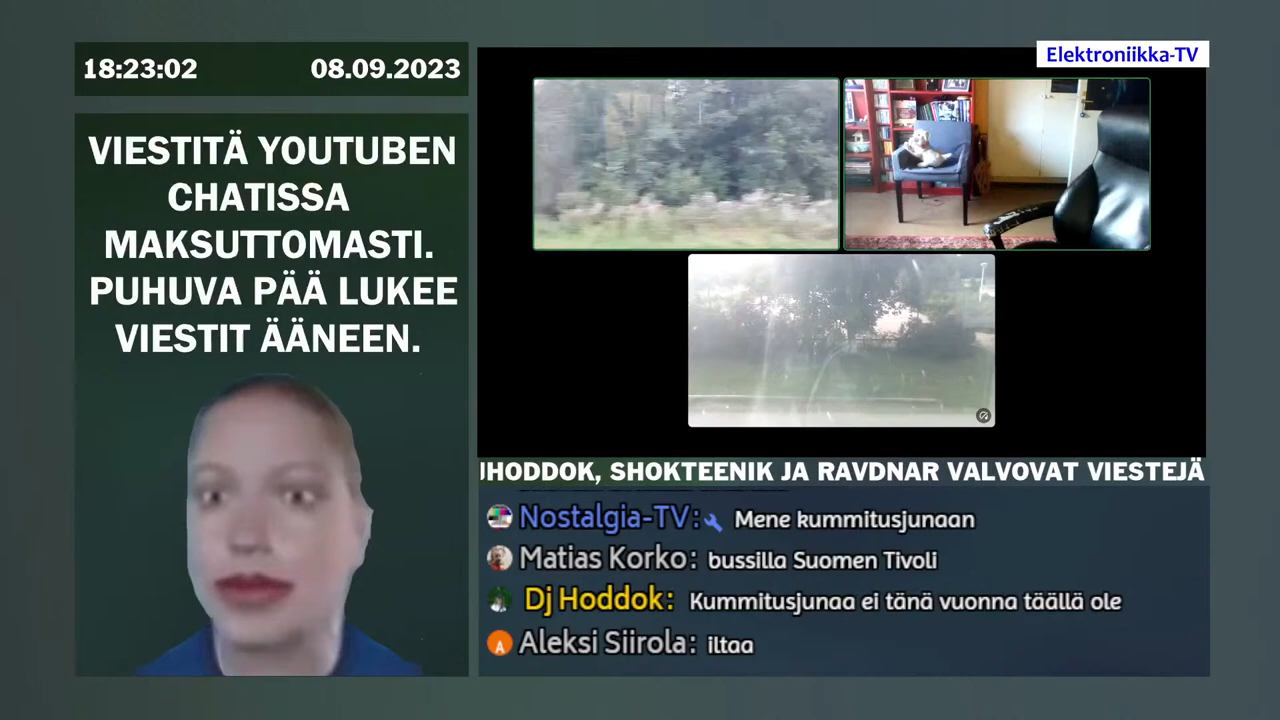 18:23:02
08.09.2023
Elektroniikka-TV
VIESTITÄ YOUTUBEN
CHATISSA
MAKSUTTOMASTI.
PUHUVA PÄÄ LUKEE
VIESTIT ÄÄNEEN.
HODDOK, SHOKTEENIK JA RAVDNAR VALVOVAT VIESTEJÄ
Nostalgia-TV: Mene kummitusjunaan
Matias Korko: bussilla Suomen Tivoli
Dj Hoddok: Kummitusjunaa ei tänä vuonna täällä ole
A Aleksi Siirola: iltaa